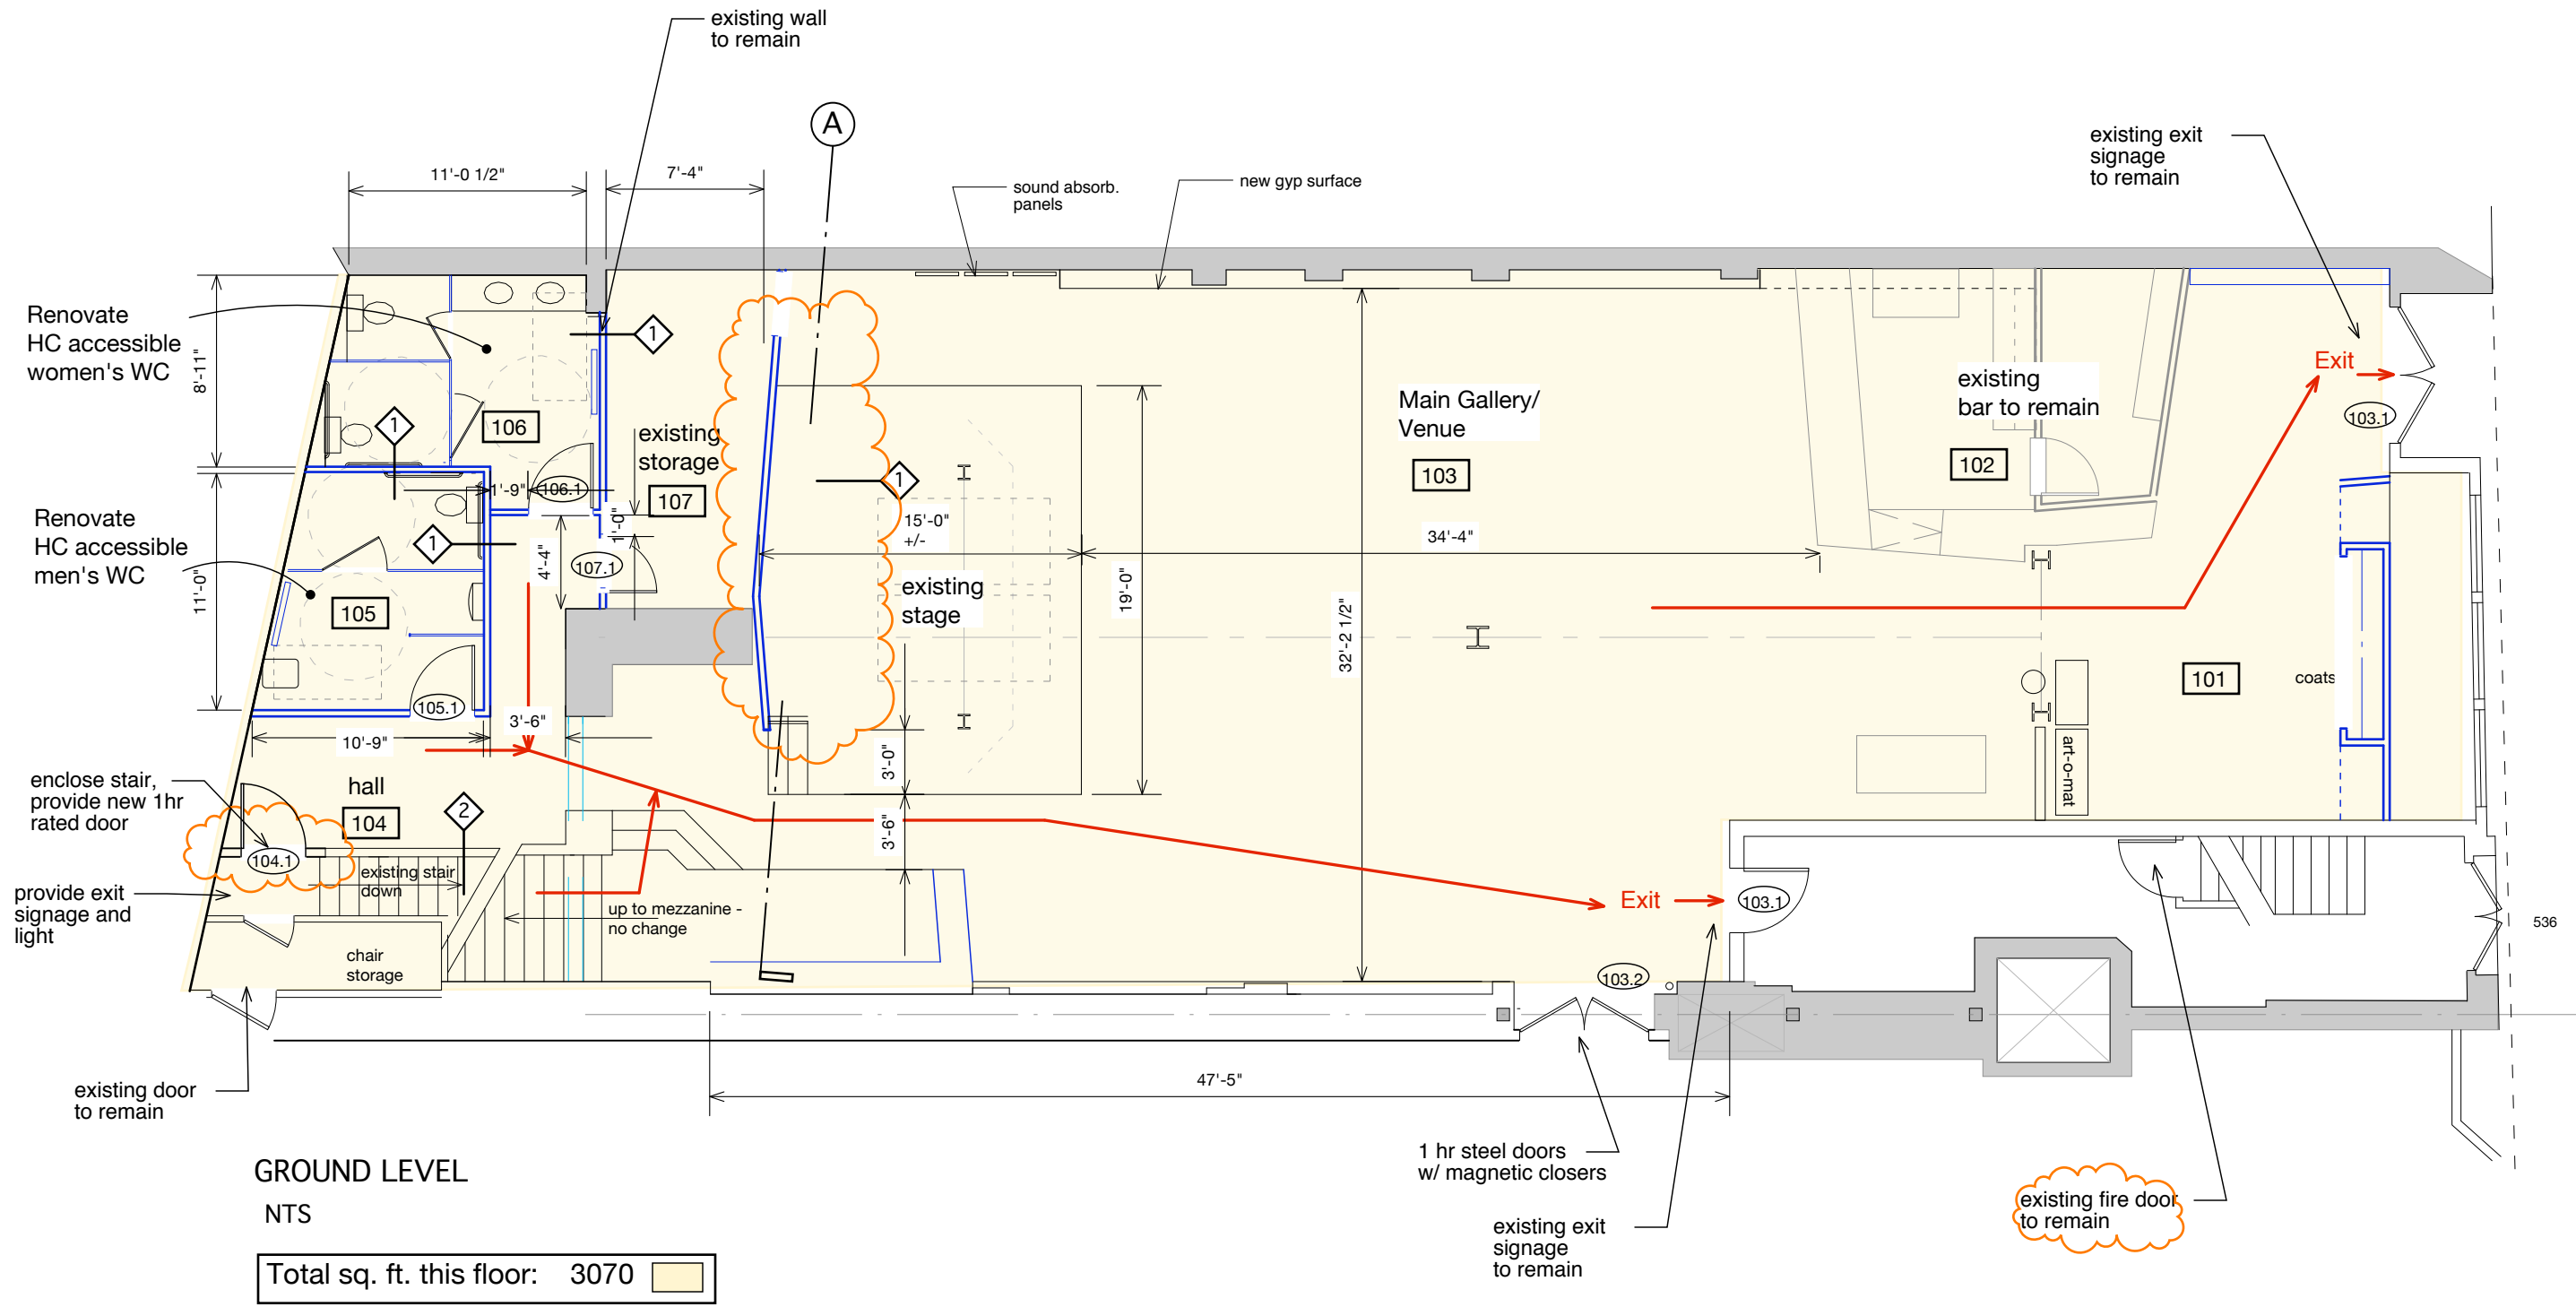 existing wall
to remain
A
11'-0 1/2"
7'-4"
sound absorb.
panels
new gyp surface
existing exit
signage
to remain
Renovate
HC accessible
women's WC
8'-11"
1
1
106
existing
storage
107
1
Main Gallery/
Venue
103
existing
bar to remain
102
Exit
103.1
1'-9"
106.1
1'-0"
15'-0"
+/-
34'-4"
Renovate
HC accessible
men's WC
11'-0"
1
4'-4"
107.1
105
existing
stage
19'-0"
32'-2 1/2"
101
coats
105.1
3'-6"
10'-9"
3'-0"
art-o-mat
enclose stair,
provide new 1hr
rated door
hall
104
2
3'-6"
104.1
existing stair
down
provide exit
signage and
light
up to mezzanine -
no change
Exit
103.1
536
chair
storage
103.2
existing door
to remain
47'-5"
1 hr steel doors
w/ magnetic closers
existing exit
signage
to remain
existing fire door
to remain
GROUND LEVEL
NTS
Total sq. ft. this floor: 3070